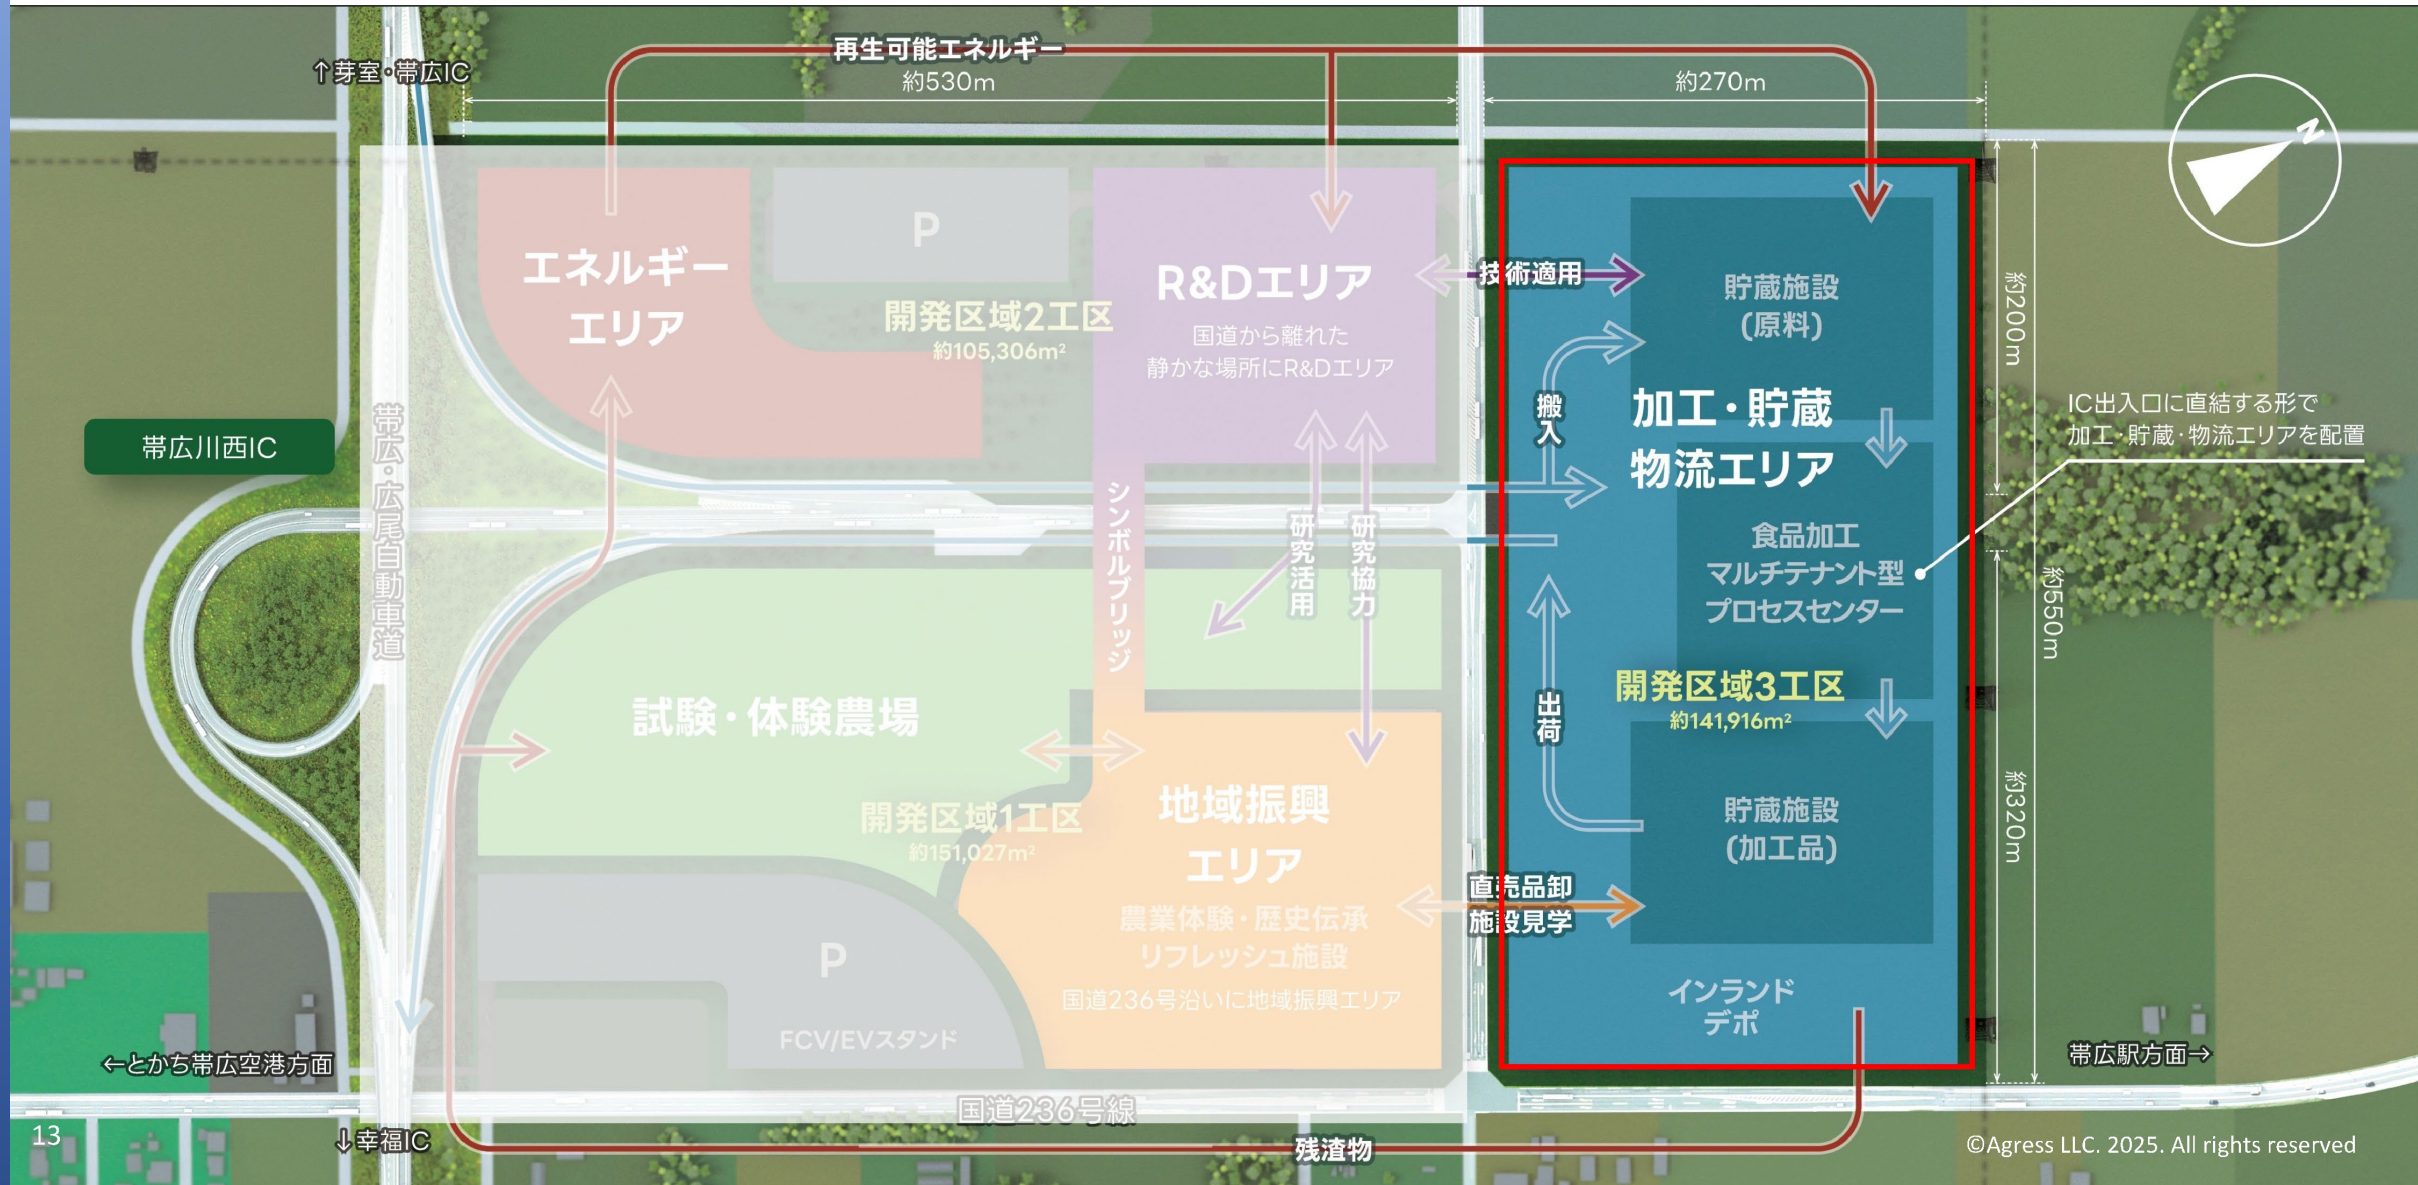 再生可能エネルギー
約530m
約270m
↑芽室・帯広IC
N
エネルギー
エリア
P
開発区域2工区
約105,306m²
R&Dエリア
国道から離れた
静かな場所にR&Dエリア
技術適用
貯蔵施設
(原料)
約200m
搬入
加工・貯蔵
物流エリア
IC出入口に直結する形で
加工・貯蔵・物流エリアを配置
帯広川西IC
帯広・広尾自動車道
シンボルブリッジ
研究活用
研究協力
食品加工
マルチテナント型
プロセスセンター
約550m
試験・体験農場
開発区域3工区
約141,916m²
出荷
開発区域1工区
約151,027m²
地域振興
エリア
農業体験・歴史伝承
リフレッシュ施設
国道236号沿いに地域振興エリア
直売品卸
施設見学
貯蔵施設
(加工品)
約320m
P
FCV/EVスタンド
インランド
デポ
←とかち帯広空港方面
帯広駅方面→
国道236号線
13
↓幸福IC
残渣物
©Agress LLC. 2025. All rights reserved